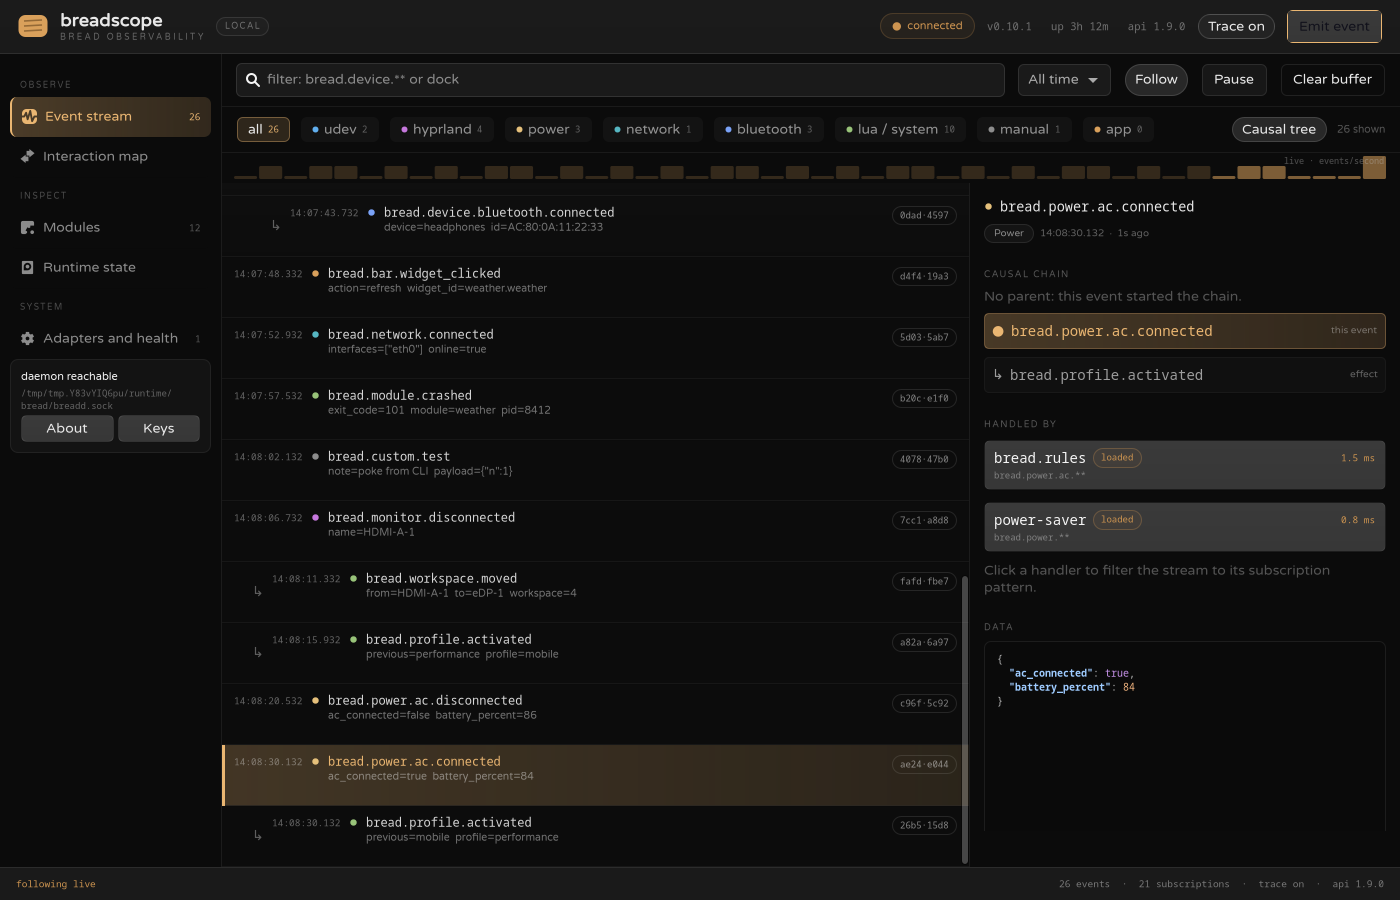 breadscope
BREAD OBSERVABILITY
LOCAL
connected
v0.10.1
up 3h 12m
api 1.9.0
Trace on
Emit event
OBSERVE
Event stream 26
Interaction map
INSPECT
Modules 12
Runtime state
SYSTEM
Adapters and health 1
daemon reachable
/tmp/tmp.Y83vYIQ6pu/runtime/
bread/breadd.sock
About
Keys
filter: bread.device.** or dock
All time
Follow
Pause
Clear buffer
all 26
udev 2
hyprland 4
power 3
network 1
bluetooth 3
lua / system 10
manual 1
app 0
Causal tree
26 shown
live · events/second
14:07:43.732 bread.device.bluetooth.connected 0dad·4597
↳ device=headphones id=AC:80:0A:11:22:33
14:07:48.332 bread.bar.widget_clicked d4f4·19a3
action=refresh widget_id=weather.weather
14:07:52.932 bread.network.connected 5d03·5ab7
interfaces=["eth0"] online=true
14:07:57.532 bread.module.crashed b20c·e1f0
exit_code=101 module=weather pid=8412
14:08:02.132 bread.custom.test 4078·47b0
note=poke from CLI payload={"n":1}
14:08:06.732 bread.monitor.disconnected 7cc1·a8d8
name=HDMI-A-1
14:08:11.332 bread.workspace.moved fafd·fbe7
↳ from=HDMI-A-1 to=eDP-1 workspace=4
14:08:15.932 bread.profile.activated a82a·6a97
↳ previous=performance profile=mobile
14:08:20.532 bread.power.ac.disconnected c96f·5c92
ac_connected=false battery_percent=86
14:08:30.132 bread.power.ac.connected ae24·e044
ac_connected=true battery_percent=84
14:08:30.132 bread.profile.activated 26b5·15d8
↳ previous=mobile profile=performance
bread.power.ac.connected
Power 14:08:30.132 · 1s ago
CAUSAL CHAIN
No parent: this event started the chain.
bread.power.ac.connected this event
↳ bread.profile.activated effect
HANDLED BY
bread.rules loaded 1.5 ms
bread.power.ac.**
power-saver loaded 0.8 ms
bread.power.**
Click a handler to filter the stream to its subscription
pattern.
DATA
{
"ac_connected": true,
"battery_percent": 84
}
following live
26 events · 21 subscriptions · trace on · api 1.9.0